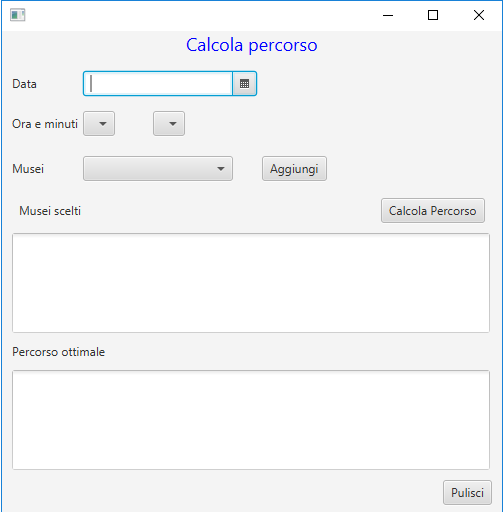 Calcola percorso
Data
Ora e minuti
Musei
Aggiungi
Musei scelti
Calcola Percorso
Percorso ottimale
Pulisci